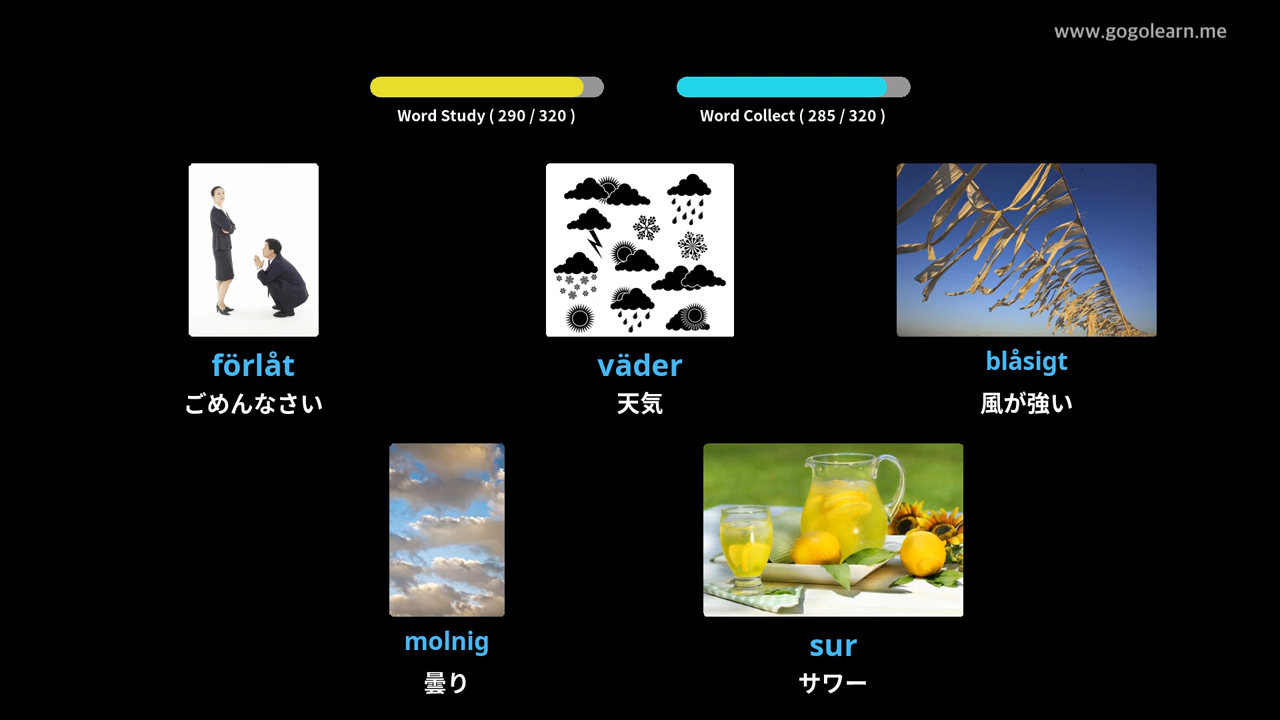 www.gogolearn.me
Word Study ( 290 / 320 )
Word Collect ( 285 / 320 )
förlåt
ごめんなさい
väder
天気
blåsigt
風が強い
molnig
曇り
sur
サワー